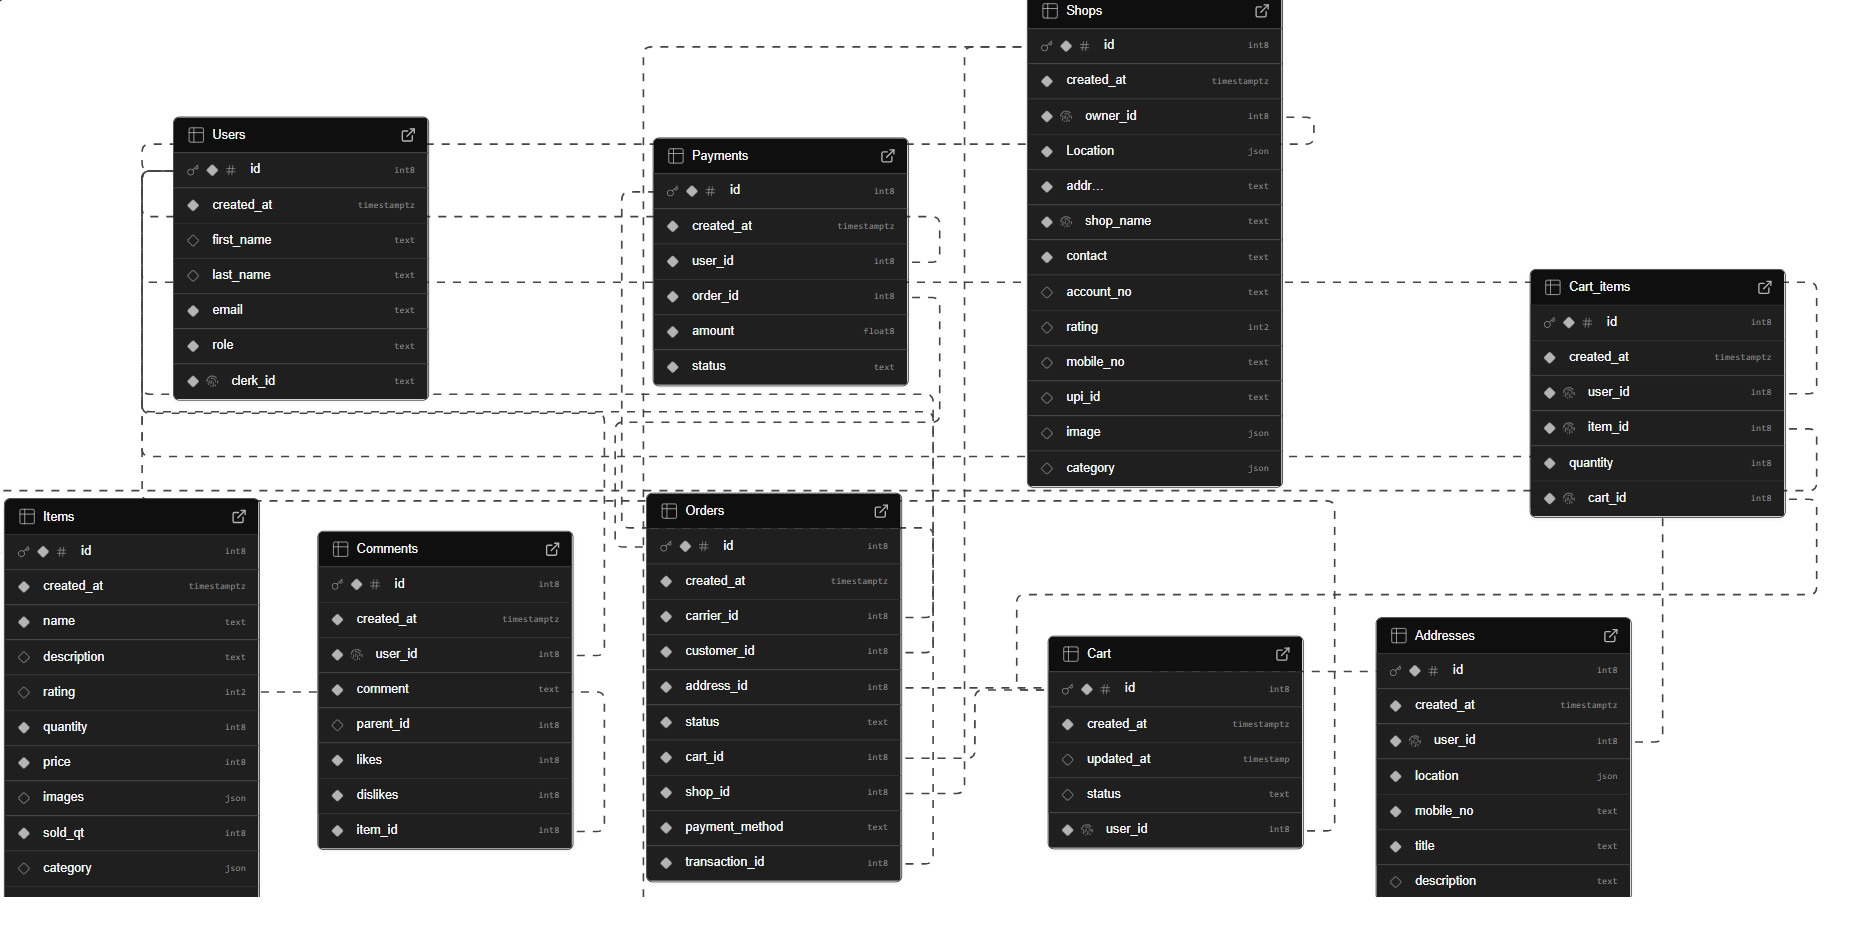 Shops
id int8
created_at timestamptz
owner_id int8
Location json
addr... text
shop_name text
contact text
account_no text
rating int2
mobile_no text
upi_id text
image json
category json
Users
id int8
created_at timestamptz
first_name text
last_name text
email text
role text
clerk_id text
Payments
id int8
created_at timestamptz
user_id int8
order_id int8
amount float8
status text
Cart_items
id int8
created_at timestamptz
user_id int8
item_id int8
quantity int8
cart_id int8
Items
id int8
created_at timestamptz
name text
description text
rating int2
quantity int8
price int8
images json
sold_qt int8
category json
Comments
id int8
created_at timestamptz
user_id int8
comment text
parent_id int8
likes int8
dislikes int8
item_id int8
Orders
id int8
created_at timestamptz
carrier_id int8
customer_id int8
address_id int8
status text
cart_id int8
shop_id int8
payment_method text
transaction_id int8
Cart
id int8
created_at timestamptz
updated_at timestamp
status text
user_id int8
Addresses
id int8
created_at timestamptz
user_id int8
location json
mobile_no text
title text
description text